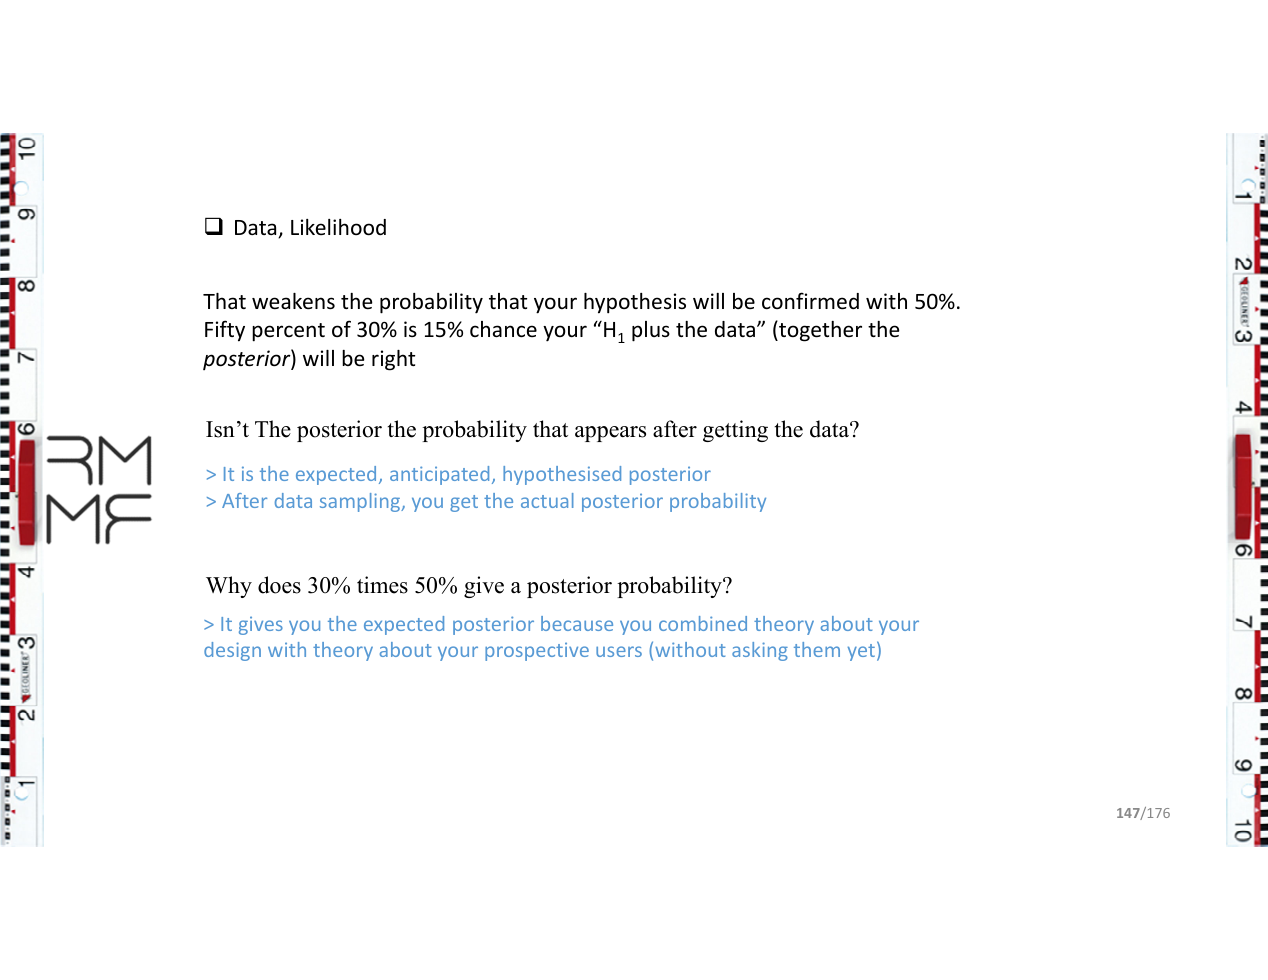 Data, Likelihood
That weakens the probability that your hypothesis will be confirmed with 50%.
Fifty percent of 30% is 15% chance your “H₁ plus the data” (together the
posterior) will be right
Isn’t The posterior the probability that appears after getting the data?
> It is the expected, anticipated, hypothesised posterior
> After data sampling, you get the actual posterior probability
Why does 30% times 50% give a posterior probability?
> It gives you the expected posterior because you combined theory about your
design with theory about your prospective users (without asking them yet)
147/176
RM
MF
10
9
8
7
6
4
3
GEOLINER
2
1
1
2
GEOLINER
3
4
6
7
8
9
10